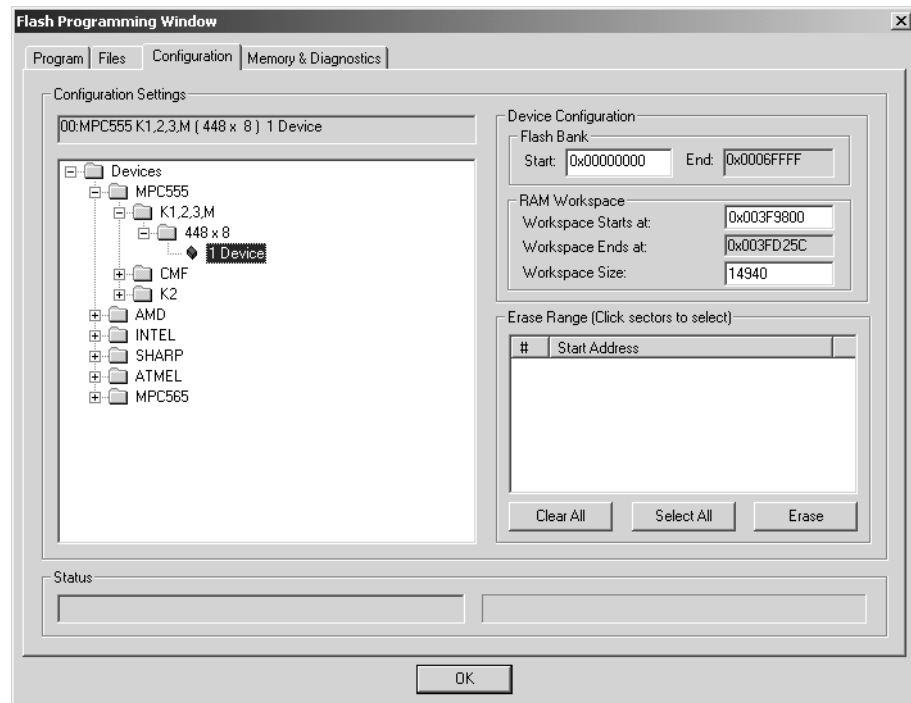 Flash Programming Window
Program Files Configuration Memory & Diagnostics
Configuration Settings
00:MPC555 K1,2,3,M ( 448 x 8 ) 1 Device
Devices
MPC555
K1,2,3,M
448 x 8
1 Device
CMF
K2
AMD
INTEL
SHARP
ATMEL
MPC565
Device Configuration
Flash Bank
Start: 0x00000000 End: 0x0006FFFF
RAM Workspace
Workspace Starts at: 0x003F9800
Workspace Ends at: 0x003FD25C
Workspace Size: 14940
Erase Range (Click sectors to select)
# Start Address
Clear All Select All Erase
Status
OK